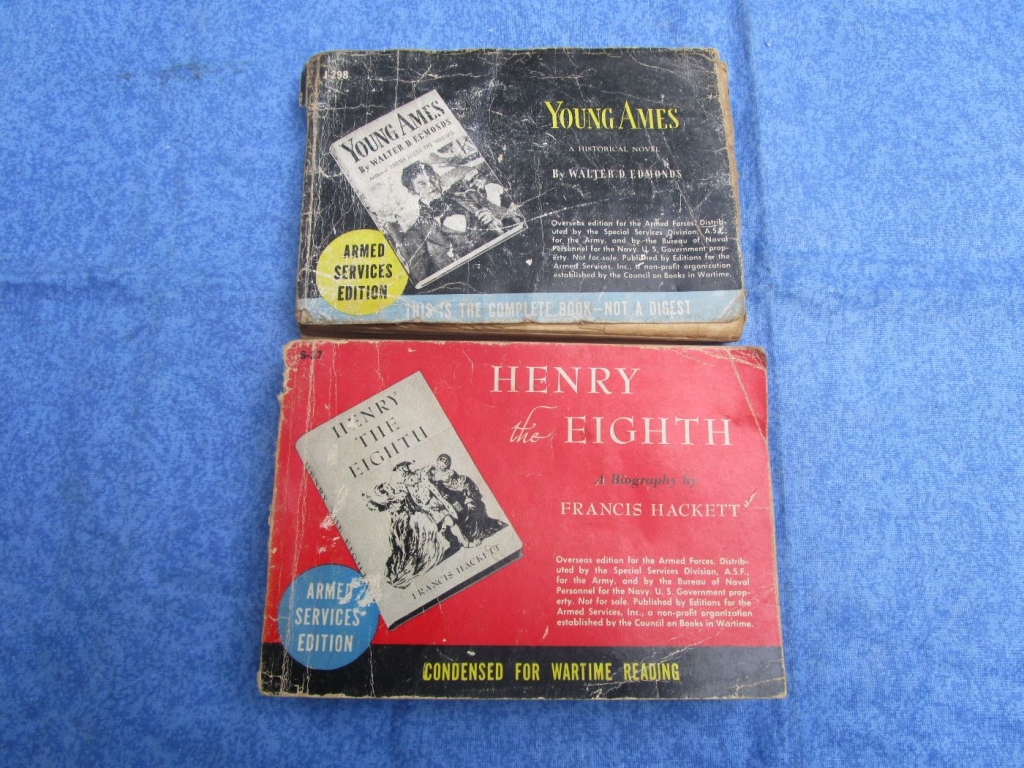 J-298
YOUNG AMES
By WALTER D. EDMONDS
YOUNG AMES
A HISTORICAL NOVEL
By WALTER D. EDMONDS
Overseas edition for the Armed Forces. Distrib-
uted by the Special Services Division, A.S.F.,
for the Army, and by the Bureau of Naval
Personnel for the Navy. U. S. Government prop-
erty. Not for sale. Published by Editions for the
Armed Services, Inc., a non-profit organization
established by the Council on Books in Wartime.
ARMED
SERVICES
EDITION
THIS IS THE COMPLETE BOOK—NOT A DIGEST
HENRY
THE
EIGHTH
FRANCIS HACKETT
HENRY
the EIGHTH
A Biography by
FRANCIS HACKETT
Overseas edition for the Armed Forces. Distrib-
uted by the Special Services Division, A.S.F.,
for the Army, and by the Bureau of Naval
Personnel for the Navy. U. S. Government prop-
erty. Not for sale. Published by Editions for the
Armed Services, Inc., a non-profit organization
established by the Council on Books in Wartime.
ARMED
SERVICES
EDITION
CONDENSED FOR WARTIME READING